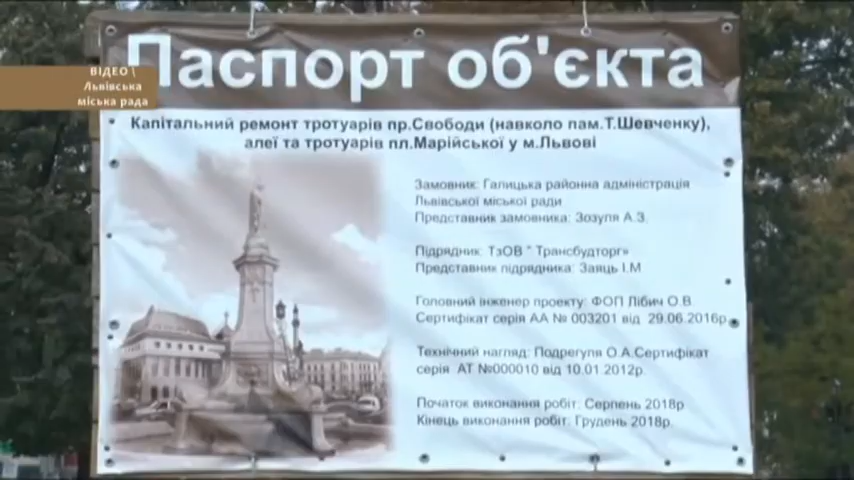 Паспорт об'єкта
ВІДЕО \
Львівська
міська рада
Капітальний ремонт тротуарів пр.Свободи (навколо пам.Т.Шевченку),
алеї та тротуарів пл.Марійської у м.Львові
Замовник: Галицька районна адміністрація
Львівської міської ради
Представник замовника: Зозуля А.З.
Підрядник: ТзОВ " Трансбудторг»
Представник підрядника: Заяць І.М
Головний інженер проекту: ФОП Лібич О.В.
Сертифікат серія АА № 003201 від 29.06.2016р.
Технічний нагляд: Подрегуля О.А.Сертифікат
серія АТ №000010 від 10.01.2012р.
Початок виконання робіт: Серпень 2018р
Кінець виконання робіт: Грудень 2018р.